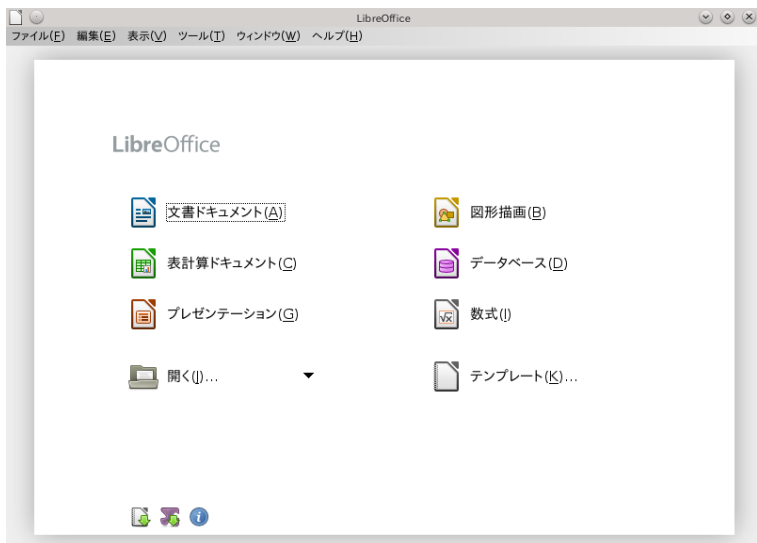 LibreOffice
ファイル(F) 編集(E) 表示(V) ツール(T) ウィンドウ(W) ヘルプ(H)
LibreOffice
文書ドキュメント(A)
図形描画(B)
表計算ドキュメント(C)
データベース(D)
プレゼンテーション(G)
数式(I)
開く(J)...
テンプレート(K)...